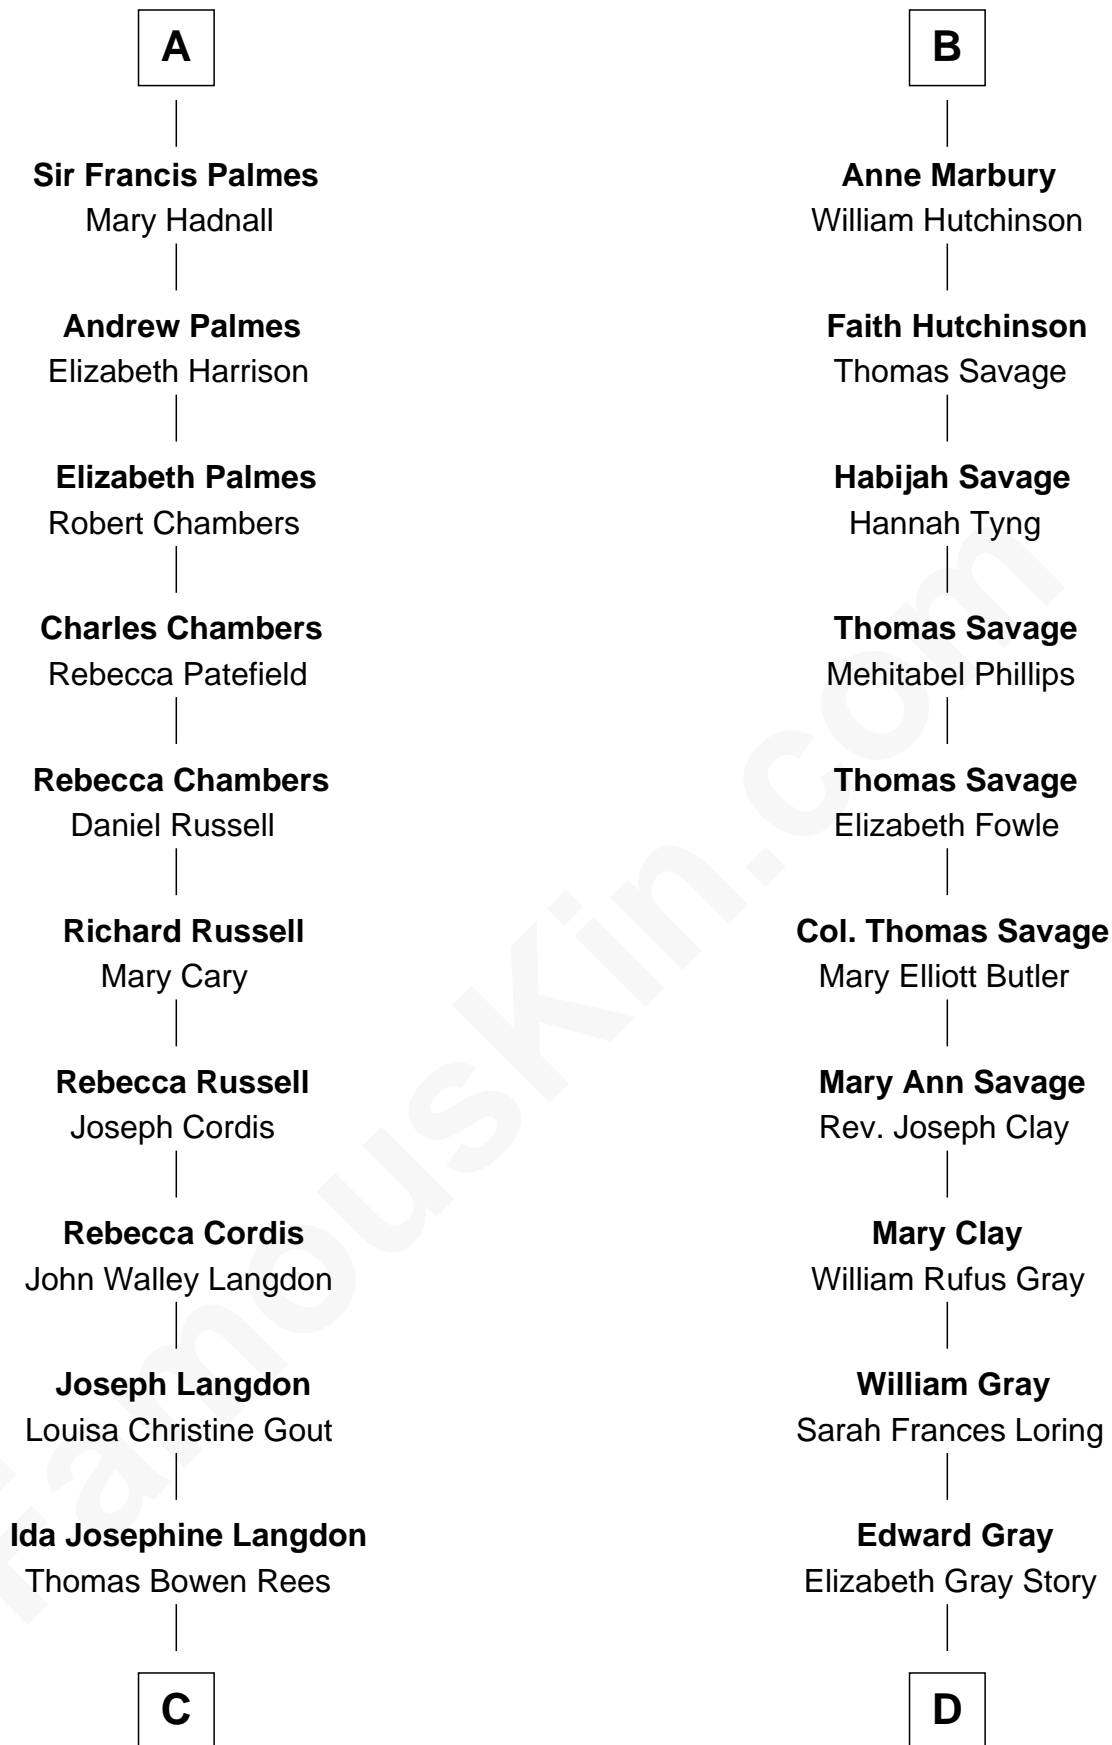 A
Sir Francis Palmes
Mary Hadnall
Andrew Palmes
Elizabeth Harrison
Elizabeth Palmes
Robert Chambers
Charles Chambers
Rebecca Patefield
Rebecca Chambers
Daniel Russell
Richard Russell
Mary Cary
Rebecca Russell
Joseph Cordis
Rebecca Cordis
John Walley Langdon
Joseph Langdon
Louisa Christine Gout
Ida Josephine Langdon
Thomas Bowen Rees
C
B
Anne Marbury
William Hutchinson
Faith Hutchinson
Thomas Savage
Habijah Savage
Hannah Tyng
Thomas Savage
Mehitabel Phillips
Thomas Savage
Elizabeth Fowle
Col. Thomas Savage
Mary Elliott Butler
Mary Ann Savage
Rev. Joseph Clay
Mary Clay
William Rufus Gray
William Gray
Sarah Frances Loring
Edward Gray
Elizabeth Gray Story
D
FamousKin.com